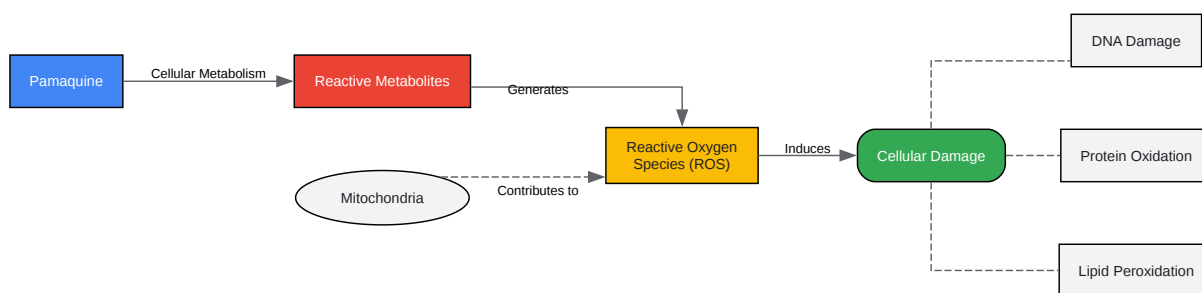 Pamaquine
Cellular Metabolism
Reactive Metabolites
Generates
Reactive Oxygen
Species (ROS)
Mitochondria
Contributes to
Induces
Cellular Damage
DNA Damage
Protein Oxidation
Lipid Peroxidation